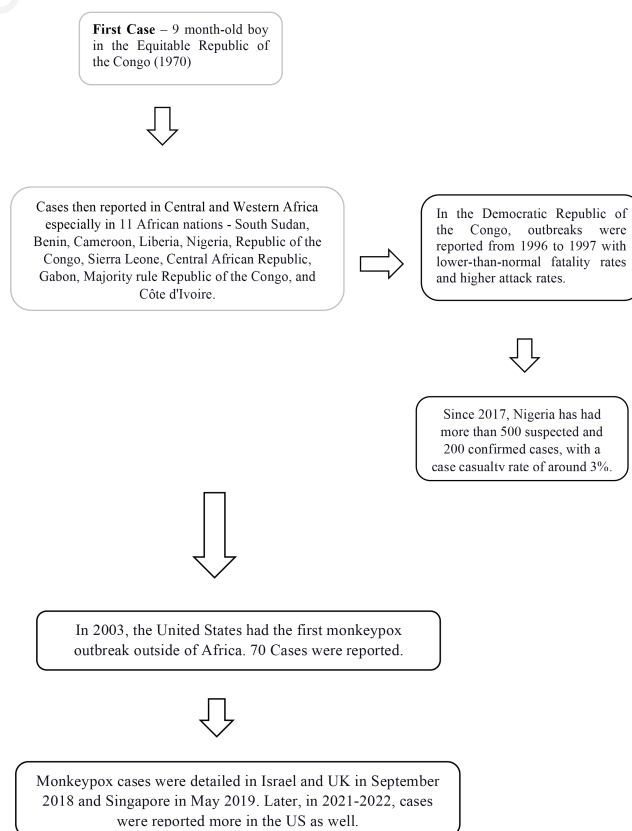 First Case – 9 month-old boy
in the Equitable Republic of
the Congo (1970)
Cases then reported in Central and Western Africa
especially in 11 African nations - South Sudan,
Benin, Cameroon, Liberia, Nigeria, Republic of the
Congo, Sierra Leone, Central African Republic,
Gabon, Majority rule Republic of the Congo, and
Côte d'Ivoire.
In the Democratic Republic of
the Congo, outbreaks were
reported from 1996 to 1997 with
lower-than-normal fatality rates
and higher attack rates.
Since 2017, Nigeria has had
more than 500 suspected and
200 confirmed cases, with a
case casualty rate of around 3%.
In 2003, the United States had the first monkeypox
outbreak outside of Africa. 70 Cases were reported.
Monkeypox cases were detailed in Israel and UK in September
2018 and Singapore in May 2019. Later, in 2021-2022, cases
were reported more in the US as well.